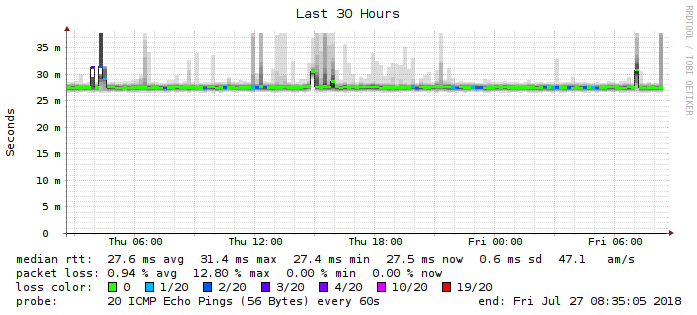 Last 30 Hours
RRDTOOL / TOBI OETIKER
Seconds
35 m
30 m
25 m
20 m
15 m
10 m
5 m
0
Thu 06:00 Thu 12:00 Thu 18:00 Fri 00:00 Fri 06:00
median rtt: 27.6 ms avg 31.4 ms max 27.4 ms min 27.5 ms now 0.6 ms sd 47.1 am/s
packet loss: 0.94 % avg 12.80 % max 0.00 % min 0.00 % now
loss color: 0 1/20 2/20 3/20 4/20 10/20 19/20
probe: 20 ICMP Echo Pings (56 Bytes) every 60s end: Fri Jul 27 08:35:05 2018